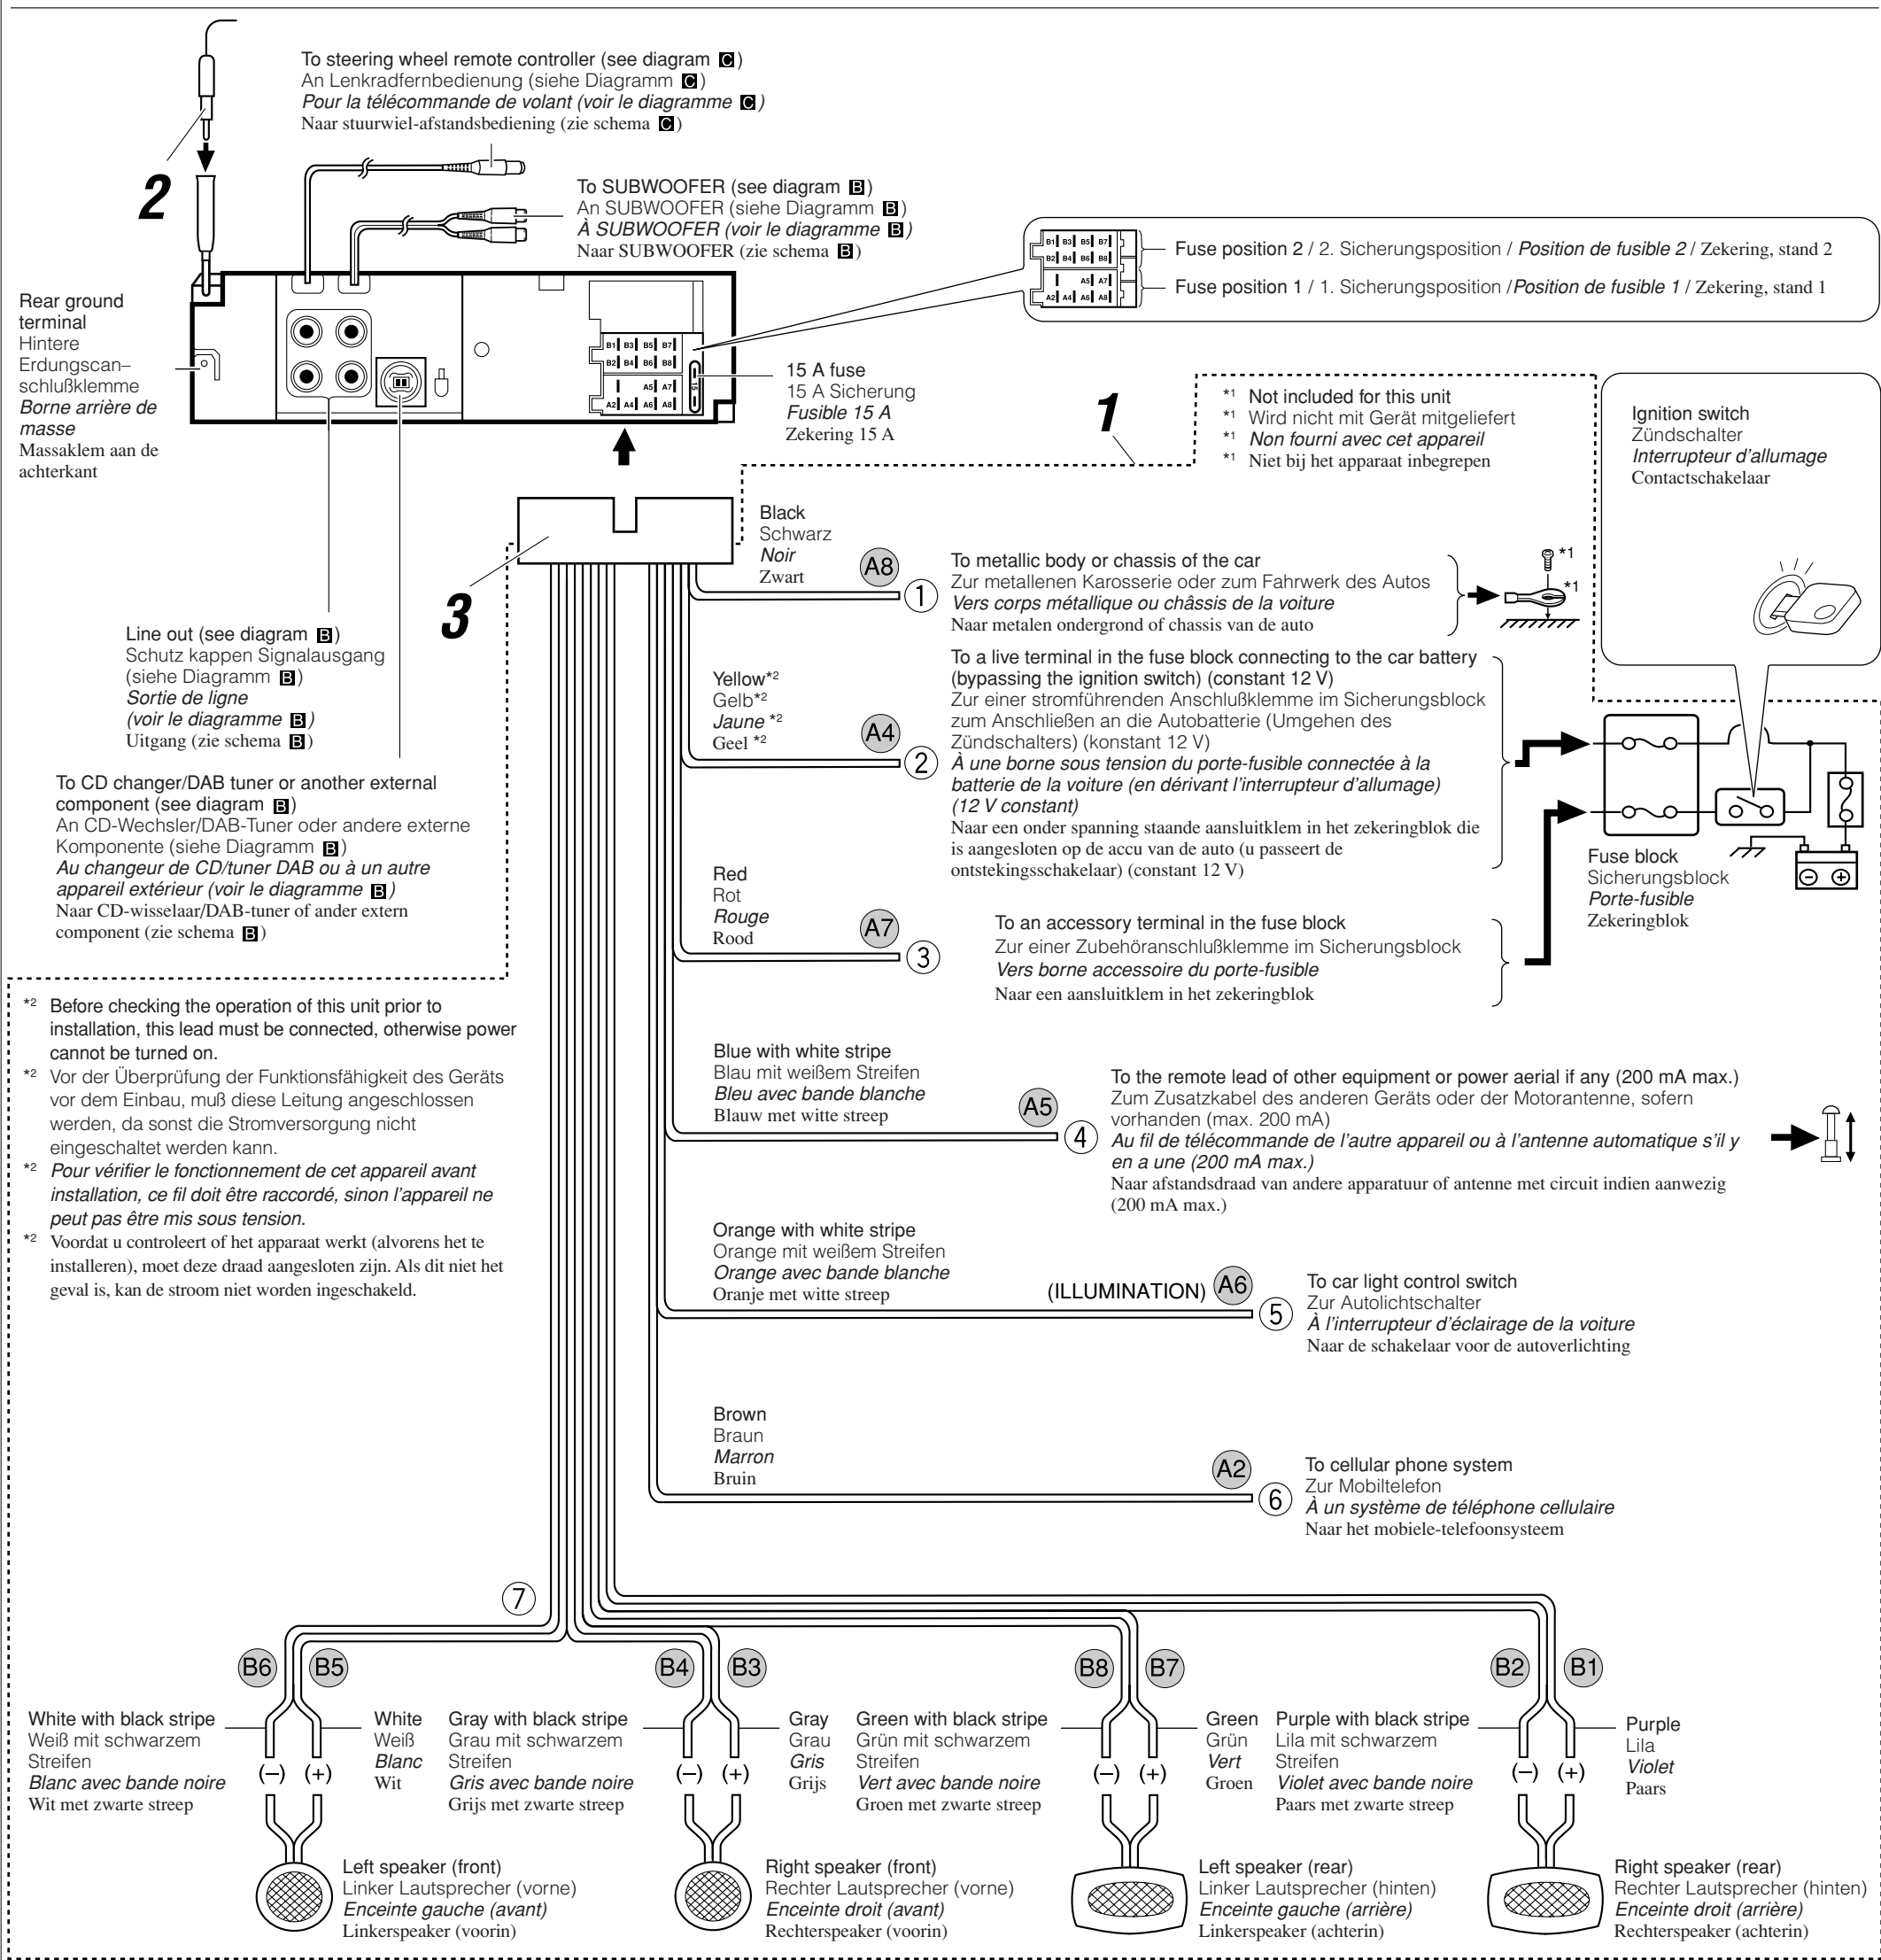 To steering wheel remote controller (see diagram C)
An Lenkradfernbedienung (siehe Diagramm C)
Pour la télécommande de volant (voir le diagramme C)
Naar stuurwiel-afstandsbediening (zie schema C)
2
To SUBWOOFER (see diagram B)
An SUBWOOFER (siehe Diagramm B)
À SUBWOOFER (voir le diagramme B)
Naar SUBWOOFER (zie schema B)
B1 B3 B5 B7
B2 B4 B6 B8
A5 A7
A2 A4 A6 A8
Fuse position 2 / 2. Sicherungsposition / Position de fusible 2 / Zekering, stand 2
Fuse position 1 / 1. Sicherungsposition /Position de fusible 1 / Zekering, stand 1
Rear ground
terminal
Hintere
Erdungscan–
schlußklemme
Borne arrière de
masse
Massaklem aan de
achterkant
B1 B3 B5 B7
B2 B4 B6 B8
A5 A7
A2 A4 A6 A8
15
15 A fuse
15 A Sicherung
Fusible 15 A
Zekering 15 A
1
*1 Not included for this unit
*1 Wird nicht mit Gerät mitgeliefert
*1 Non fourni avec cet appareil
*1 Niet bij het apparaat inbegrepen
Ignition switch
Zündschalter
Interrupteur d'allumage
Contactschakelaar
3
Black
Schwarz
Noir
Zwart
A8
1
To metallic body or chassis of the car
Zur metallenen Karosserie oder zum Fahrwerk des Autos
Vers corps métallique ou châssis de la voiture
Naar metalen ondergrond of chassis van de auto
*1
*1
Line out (see diagram B)
Schutz kappen Signalausgang
(siehe Diagramm B)
Sortie de ligne
(voir le diagramme B)
Uitgang (zie schema B)
Yellow*2
Gelb*2
Jaune *2
Geel *2
A4
2
To a live terminal in the fuse block connecting to the car battery
(bypassing the ignition switch) (constant 12 V)
Zur einer stromführenden Anschlußklemme im Sicherungsblock
zum Anschließen an die Autobatterie (Umgehen des
Zündschalters) (konstant 12 V)
À une borne sous tension du porte-fusible connectée à la
batterie de la voiture (en dérivant l'interrupteur d'allumage)
(12 V constant)
Naar een onder spanning staande aansluitklem in het zekeringblok die
is aangesloten op de accu van de auto (u passeert de
ontstekingsschakelaar) (constant 12 V)
To CD changer/DAB tuner or another external
component (see diagram B)
An CD-Wechsler/DAB-Tuner oder andere externe
Komponente (siehe Diagramm B)
Au changeur de CD/tuner DAB ou à un autre
appareil extérieur (voir le diagramme B)
Naar CD-wisselaar/DAB-tuner of ander extern
component (zie schema B)
Fuse block
Sicherungsblock
Porte-fusible
Zekeringblok
Red
Rot
Rouge
Rood
A7
3
To an accessory terminal in the fuse block
Zur einer Zubehöranschlußklemme im Sicherungsblock
Vers borne accessoire du porte-fusible
Naar een aansluitklem in het zekeringblok
*2 Before checking the operation of this unit prior to
installation, this lead must be connected, otherwise power
cannot be turned on.
*2 Vor der Überprüfung der Funktionsfähigkeit des Geräts
vor dem Einbau, muß diese Leitung angeschlossen
werden, da sonst die Stromversorgung nicht
eingeschaltet werden kann.
*2 Pour vérifier le fonctionnement de cet appareil avant
installation, ce fil doit être raccordé, sinon l'appareil ne
peut pas être mis sous tension.
*2 Voordat u controleert of het apparaat werkt (alvorens het te
installeren), moet deze draad aangesloten zijn. Als dit niet het
geval is, kan de stroom niet worden ingeschakeld.
Blue with white stripe
Blau mit weißem Streifen
Bleu avec bande blanche
Blauw met witte streep
A5
4
To the remote lead of other equipment or power aerial if any (200 mA max.)
Zum Zusatzkabel des anderen Geräts oder der Motorantenne, sofern
vorhanden (max. 200 mA)
Au fil de télécommande de l'autre appareil ou à l'antenne automatique s'il y
en a une (200 mA max.)
Naar afstandsdraad van andere apparatuur of antenne met circuit indien aanwezig
(200 mA max.)
Orange with white stripe
Orange mit weißem Streifen
Orange avec bande blanche
Oranje met witte streep
(ILLUMINATION)
A6
5
To car light control switch
Zur Autolichtschalter
À l'interrupteur d'éclairage de la voiture
Naar de schakelaar voor de autoverlichting
Brown
Braun
Marron
Bruin
A2
6
To cellular phone system
Zur Mobiltelefon
À un système de téléphone cellulaire
Naar het mobiele-telefoonsysteem
7
B6 B5 B4 B3 B8 B7 B2 B1
White with black stripe
Weiß mit schwarzem
Streifen
Blanc avec bande noire
Wit met zwarte streep
(–) (+)
White
Weiß
Blanc
Wit
Gray with black stripe
Grau mit schwarzem
Streifen
Gris avec bande noire
Grijs met zwarte streep
(–) (+)
Gray
Grau
Gris
Grijs
Green with black stripe
Grün mit schwarzem
Streifen
Vert avec bande noire
Groen met zwarte streep
(–) (+)
Green
Grün
Vert
Groen
Purple with black stripe
Lila mit schwarzem
Streifen
Violet avec bande noire
Paars met zwarte streep
(–) (+)
Purple
Lila
Violet
Paars
Left speaker (front)
Linker Lautsprecher (vorne)
Enceinte gauche (avant)
Linkerspeaker (voorin)
Right speaker (front)
Rechter Lautsprecher (vorne)
Enceinte droit (avant)
Rechterspeaker (voorin)
Left speaker (rear)
Linker Lautsprecher (hinten)
Enceinte gauche (arrière)
Linkerspeaker (achterin)
Right speaker (rear)
Rechter Lautsprecher (hinten)
Enceinte droit (arrière)
Rechterspeaker (achterin)